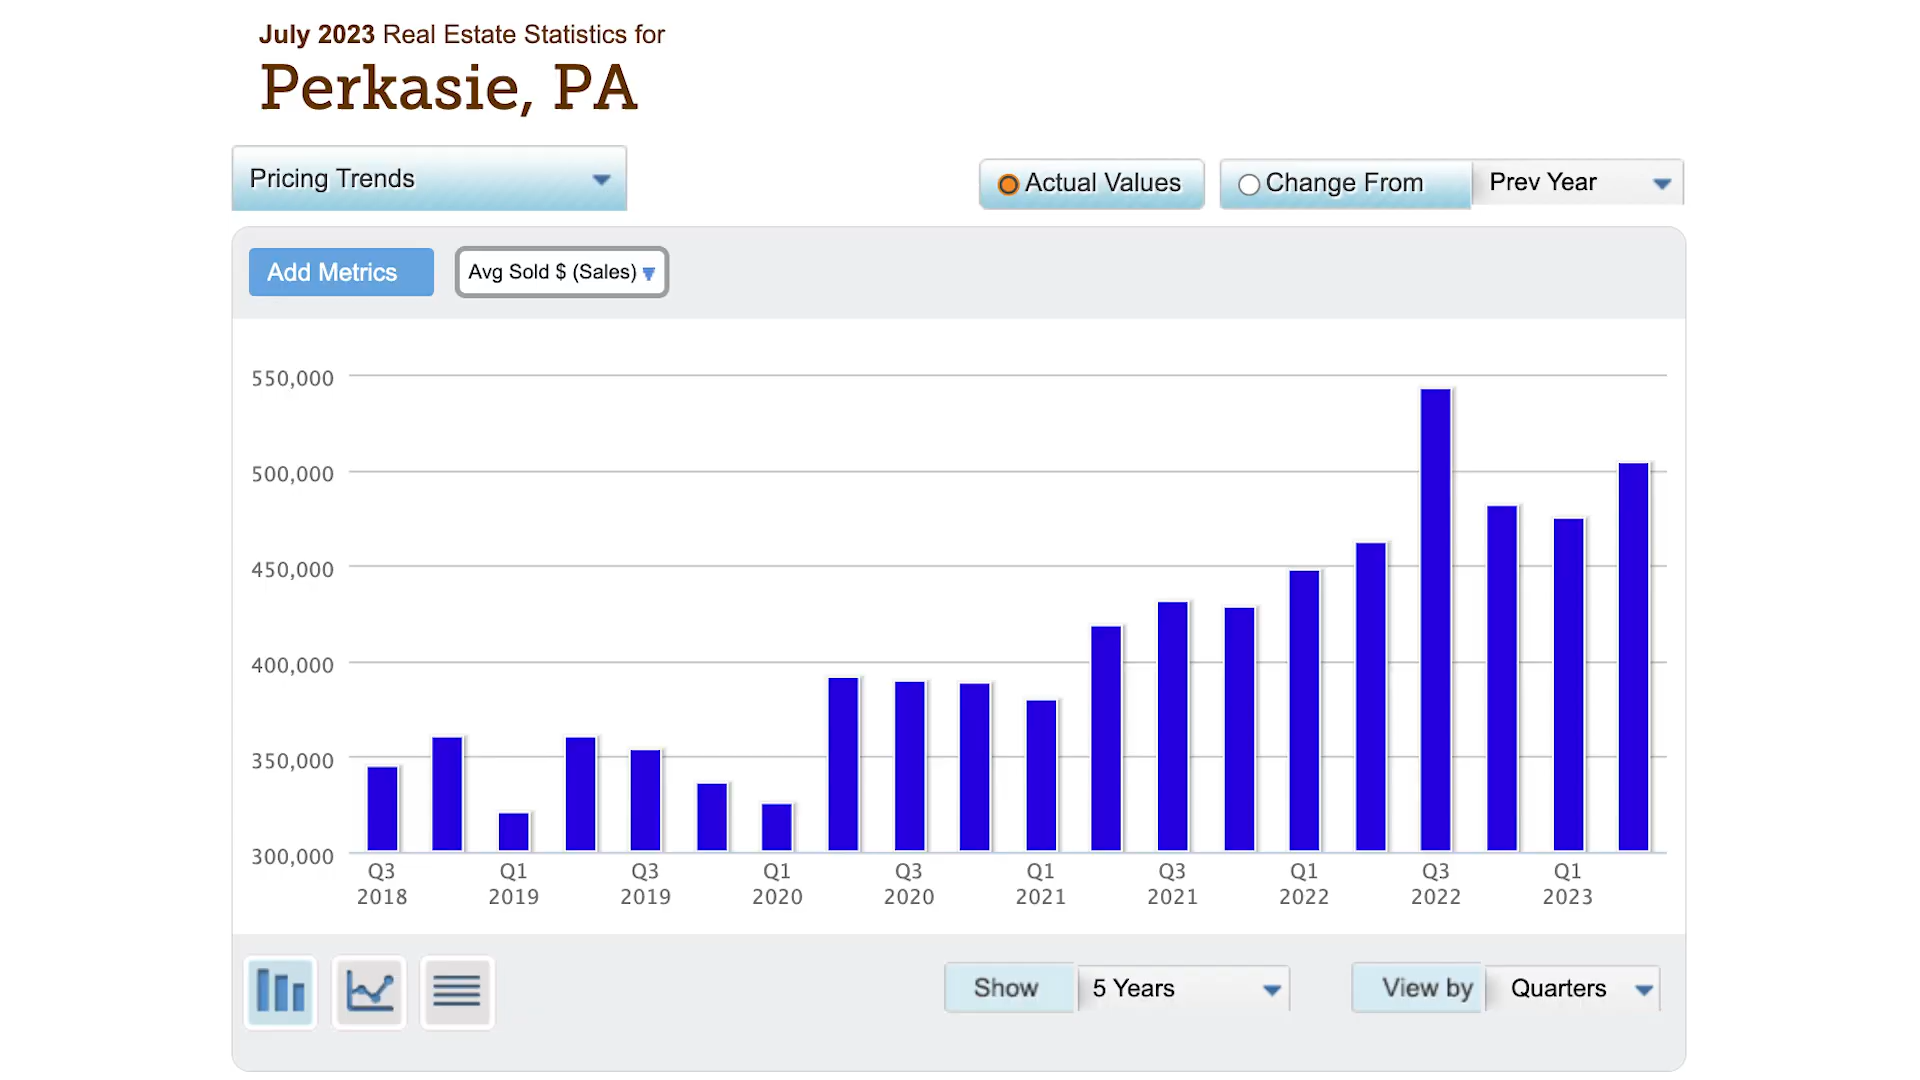 July 2023 Real Estate Statistics for
Perkasie, PA
Pricing Trends
Actual Values
Change From
Prev Year
Add Metrics
Avg Sold $ (Sales)
550,000
500,000
450,000
400,000
350,000
300,000
Q3 Q1 Q3 Q1 Q3 Q1 Q3 Q1 Q3 Q1
2018 2019 2019 2020 2020 2021 2021 2022 2022 2023
Show
5 Years
View by
Quarters